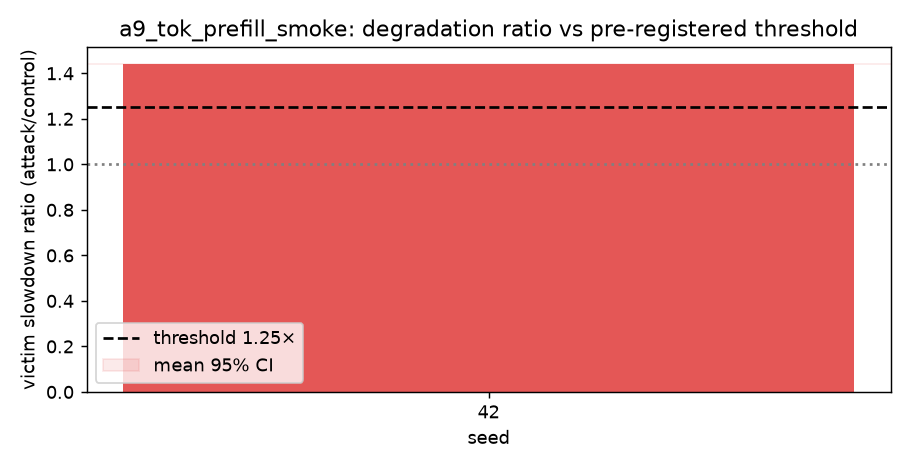 a9_tok_prefill_smoke: degradation ratio vs pre-registered threshold
victim slowdown ratio (attack/control)
1.4
1.2
1.0
0.8
0.6
0.4
0.2
0.0
threshold 1.25×
mean 95% CI
42
seed